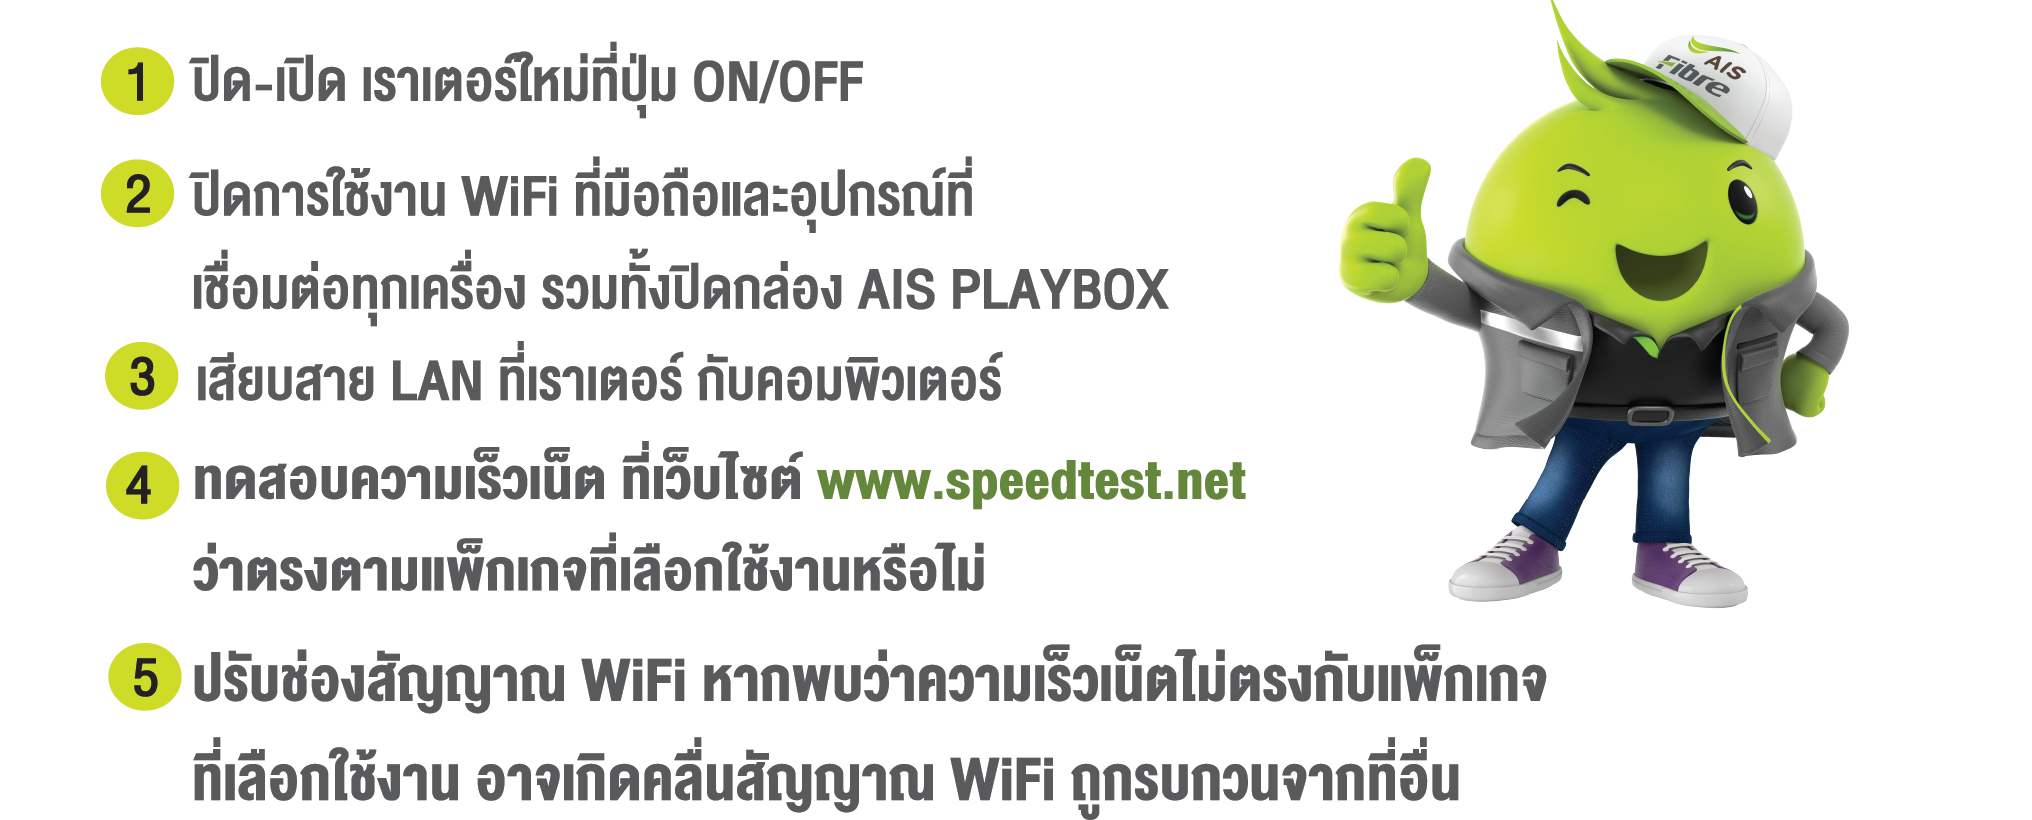 1 ปิด-เปิด เราเตอร์ใหม่ที่ปุ่ม ON/OFF
2 ปิดการใช้งาน WiFi ที่มือถือและอุปกรณ์ที่
เชื่อมต่อทุกเครื่อง รวมทั้งปิดกล่อง AIS PLAYBOX
3 เสียบสาย LAN ที่เราเตอร์ กับคอมพิวเตอร์
4 ทดสอบความเร็วเน็ต ที่เว็บไซต์ www.speedtest.net
ว่าตรงตามแพ็กเกจที่เลือกใช้งานหรือไม่
5 ปรับช่องสัญญาณ WiFi หากพบว่าความเร็วเน็ตไม่ตรงกับแพ็กเกจ
ที่เลือกใช้งาน อาจเกิดคลื่นสัญญาณ WiFi ถูกรบกวนจากที่อื่น
AIS
Fibre